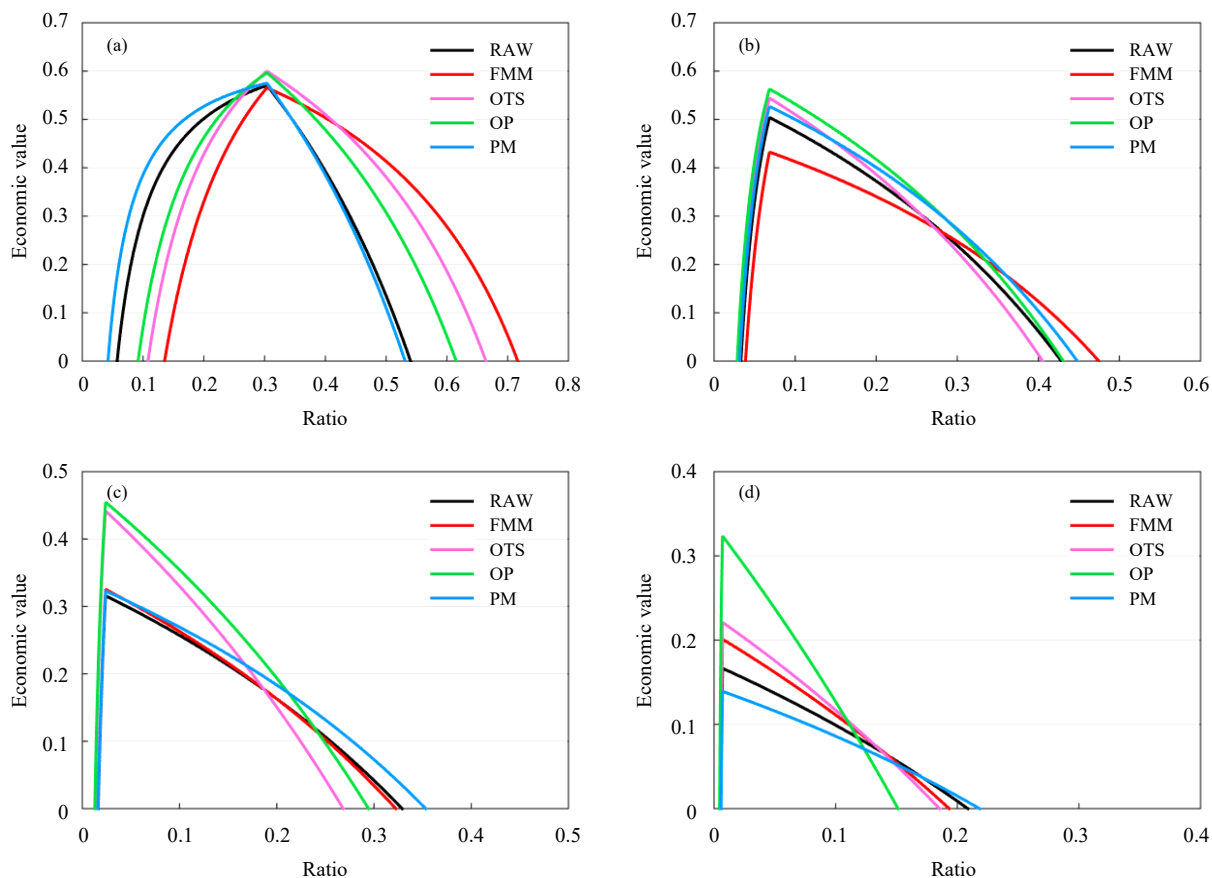 0.7
0.6
0.5
0.4
0.3
0.2
0.1
0
Economic value
(a)
RAW
FMM
OTS
OP
PM
0 0.1 0.2 0.3 0.4 0.5 0.6 0.7 0.8
Ratio
0.7
0.6
0.5
0.4
0.3
0.2
0.1
0
Economic value
(b)
RAW
FMM
OTS
OP
PM
0 0.1 0.2 0.3 0.4 0.5 0.6
Ratio
0.5
0.4
0.3
0.2
0.1
0
Economic value
(c)
RAW
FMM
OTS
OP
PM
0 0.1 0.2 0.3 0.4 0.5
Ratio
0.4
0.3
0.2
0.1
0
Economic value
(d)
RAW
FMM
OTS
OP
PM
0 0.1 0.2 0.3 0.4
Ratio